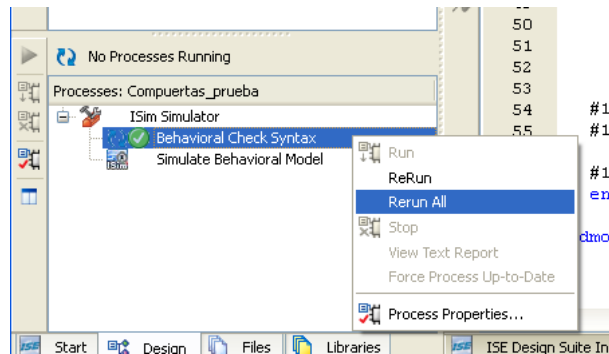 50
51
52
53
54
55
#1
#1
#1
en
dmo
No Processes Running
Processes: Compuertas_prueba
ISim Simulator
Behavioral Check Syntax
Simulate Behavioral Model
ISim
Run
ReRun
Rerun All
Stop
View Text Report
Force Process Up-to-Date
Process Properties...
Start
Design
Files
Libraries
ISE
ISE Design Suite In